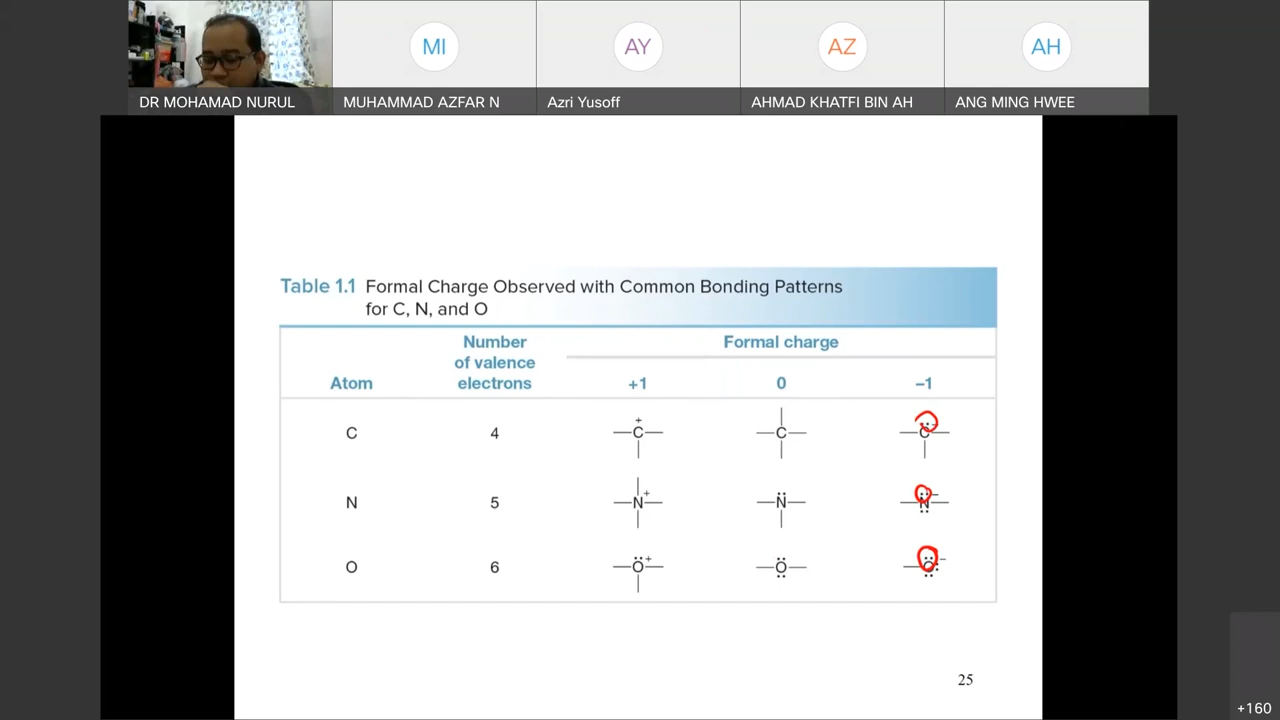 MI
AY
AZ
AH
DR MOHAMAD NURUL
MUHAMMAD AZFAR N
Azri Yusoff
AHMAD KHATFI BIN AH
ANG MING HWEE
Table 1.1 Formal Charge Observed with Common Bonding Patterns
for C, N, and O
Number
of valence
electrons
Formal charge
Atom
+1
0
–1
C 4 +C C C
N 5 N+ N N–
O 6 O+ O O–
25
+160